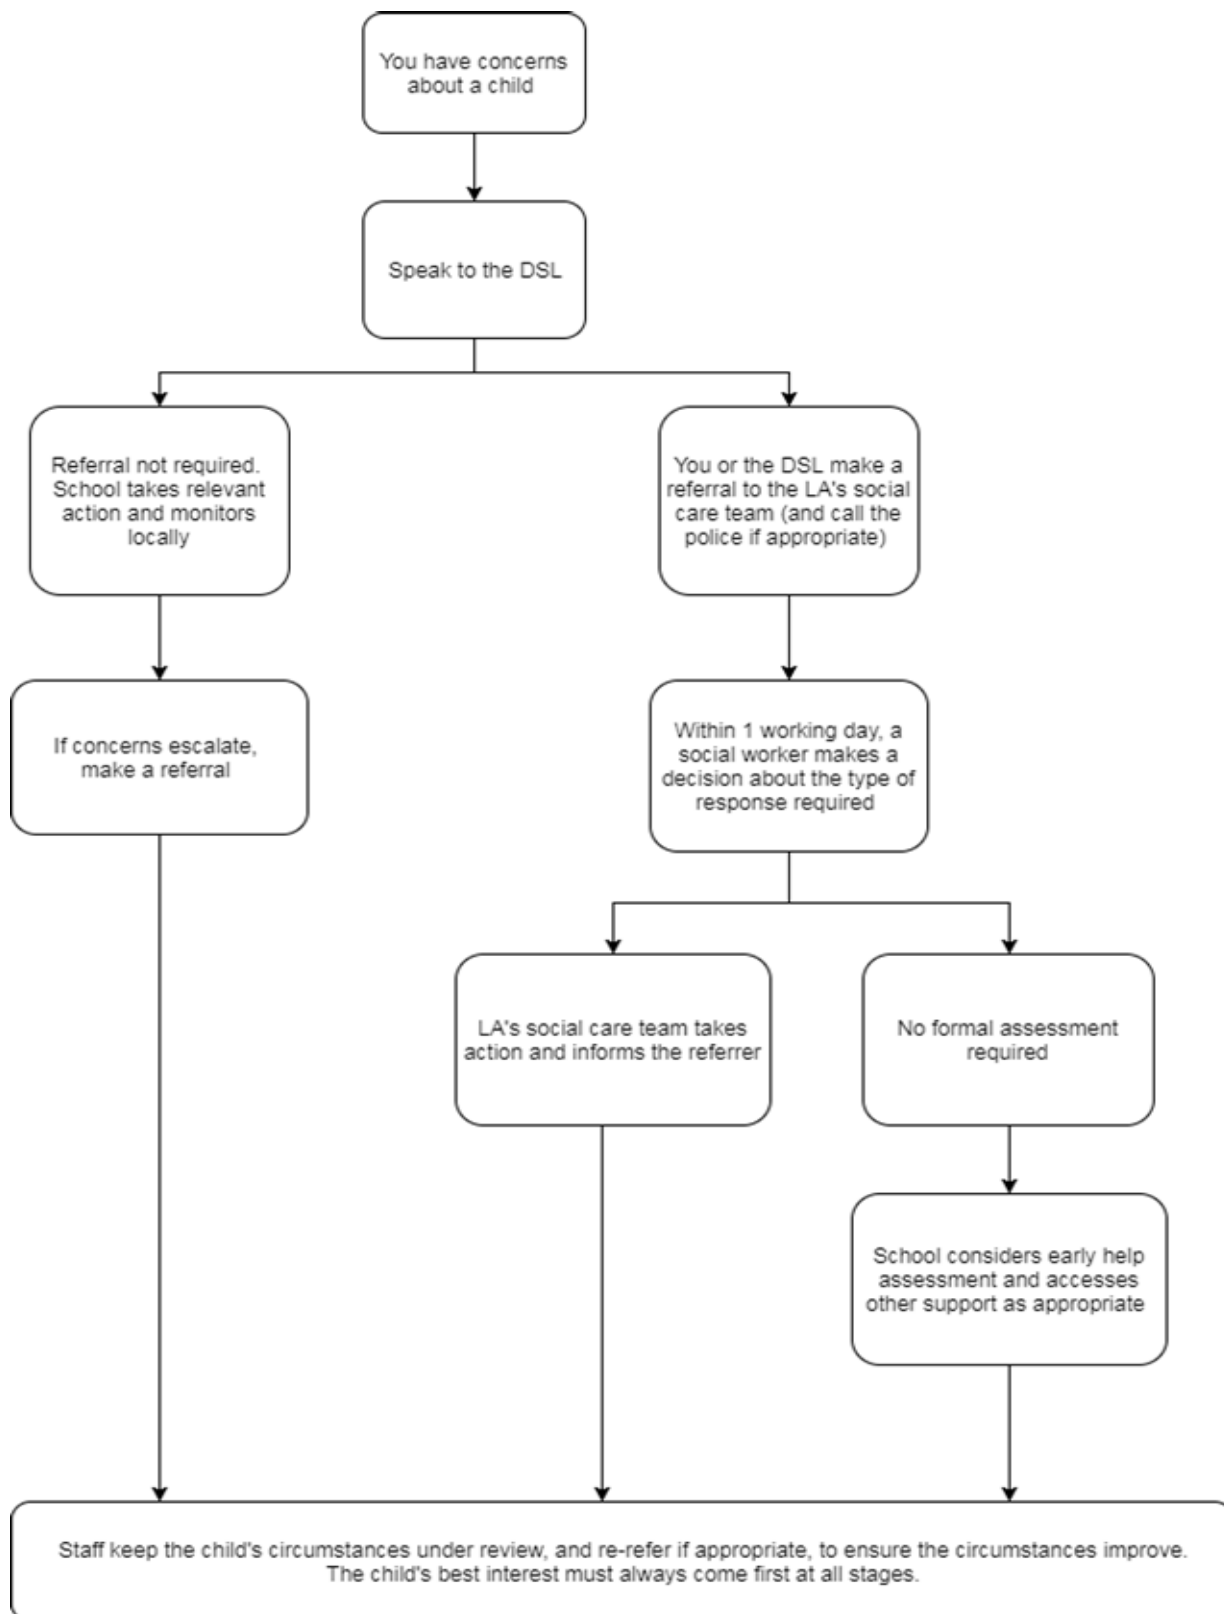 You have concerns
about a child
Speak to the DSL
Referral not required.
School takes relevant
action and monitors
locally
You or the DSL make a
referral to the LA's social
care team (and call the
police if appropriate)
If concerns escalate,
make a referral
Within 1 working day, a
social worker makes a
decision about the type of
response required
LA's social care team takes
action and informs the referrer
No formal assessment
required
School considers early help
assessment and accesses
other support as appropriate
Staff keep the child's circumstances under review, and re-refer if appropriate, to ensure the circumstances improve.
The child's best interest must always come first at all stages.